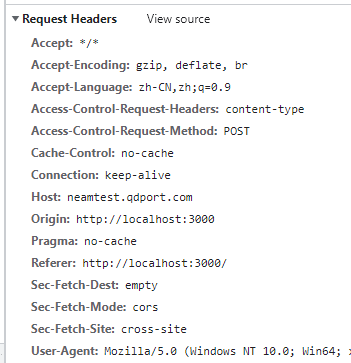 Request Headers View source
Accept: */*
Accept-Encoding: gzip, deflate, br
Accept-Language: zh-CN,zh;q=0.9
Access-Control-Request-Headers: content-type
Access-Control-Request-Method: POST
Cache-Control: no-cache
Connection: keep-alive
Host: neamtest.qdport.com
Origin: http://localhost:3000
Pragma: no-cache
Referer: http://localhost:3000/
Sec-Fetch-Dest: empty
Sec-Fetch-Mode: cors
Sec-Fetch-Site: cross-site
User-Agent: Mozilla/5.0 (Windows NT 10.0; Win64;